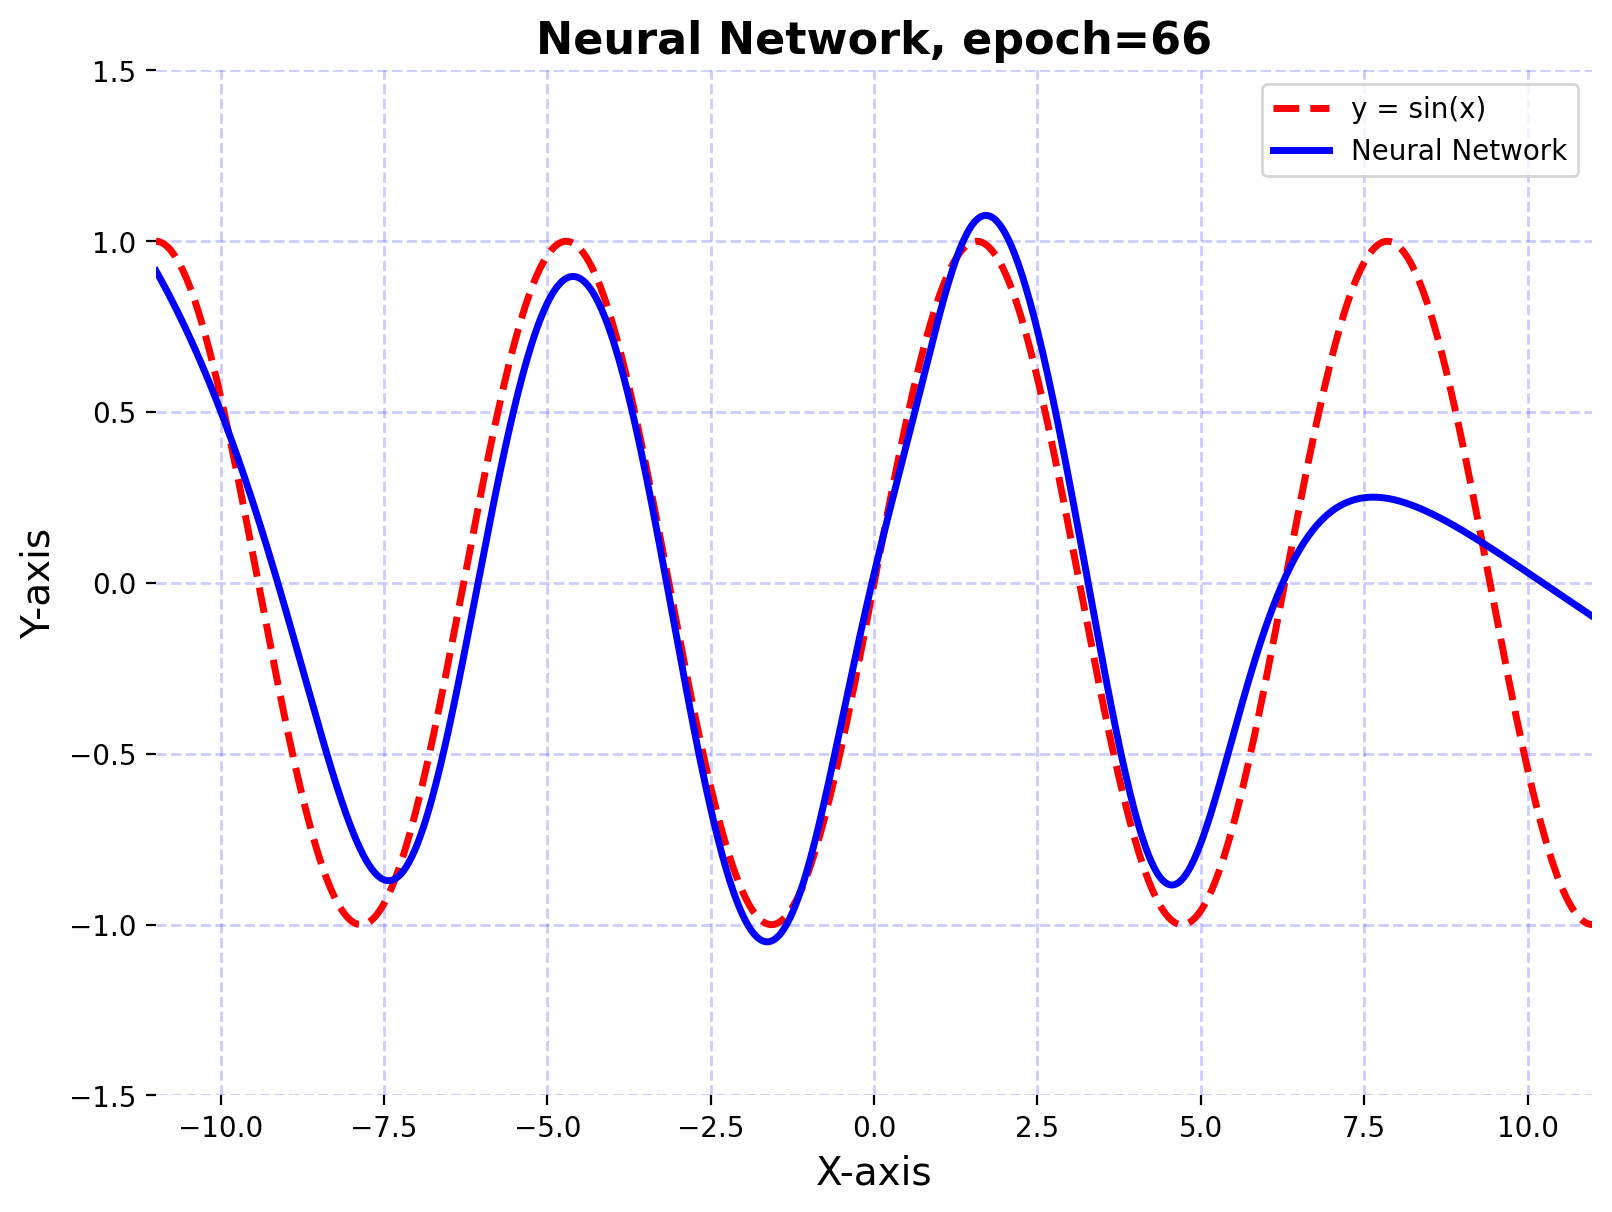 Neural Network, epoch=66
y = sin(x)
Neural Network
Y-axis
1.5
1.0
0.5
0.0
−0.5
−1.0
−1.5
−10.0 −7.5 −5.0 −2.5 0.0 2.5 5.0 7.5 10.0
X-axis